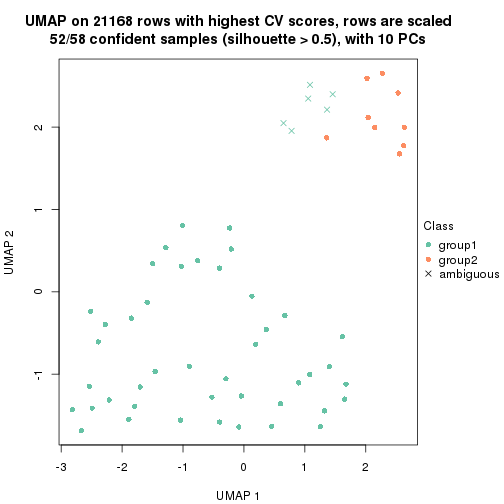 UMAP on 21168 rows with highest CV scores, rows are scaled
52/58 confident samples (silhouette > 0.5), with 10 PCs
2
1
0
-1
UMAP 2
-3
-2
-1
0
1
2
UMAP 1
Class
group1
group2
ambiguous